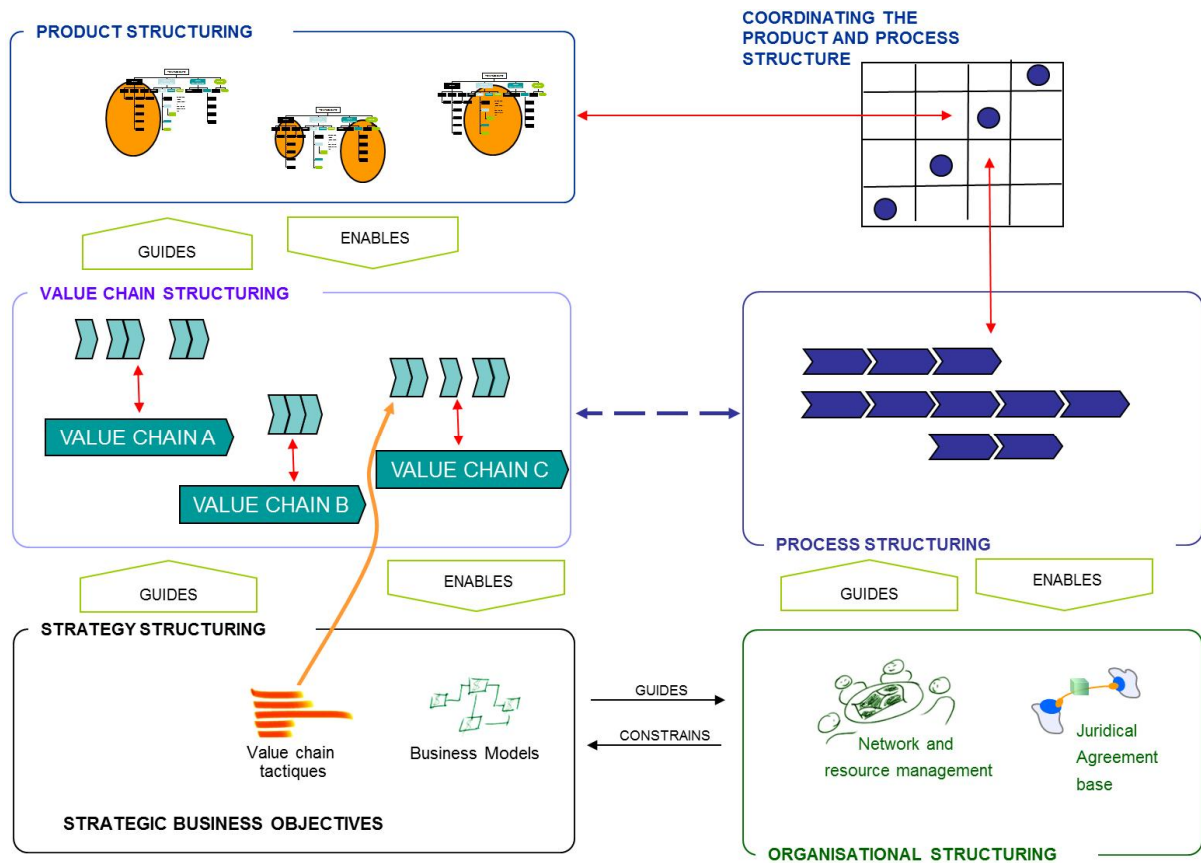 PRODUCT STRUCTURING
COORDINATING THE
PRODUCT AND PROCESS
STRUCTURE
GUIDES
ENABLES
VALUE CHAIN STRUCTURING
VALUE CHAIN A
VALUE CHAIN B
VALUE CHAIN C
PROCESS STRUCTURING
GUIDES
ENABLES
GUIDES
ENABLES
STRATEGY STRUCTURING
Value chain
tactiques
Business Models
STRATEGIC BUSINESS OBJECTIVES
GUIDES
CONSTRAINS
Network and
resource management
Juridical
Agreement
base
ORGANISATIONAL STRUCTURING